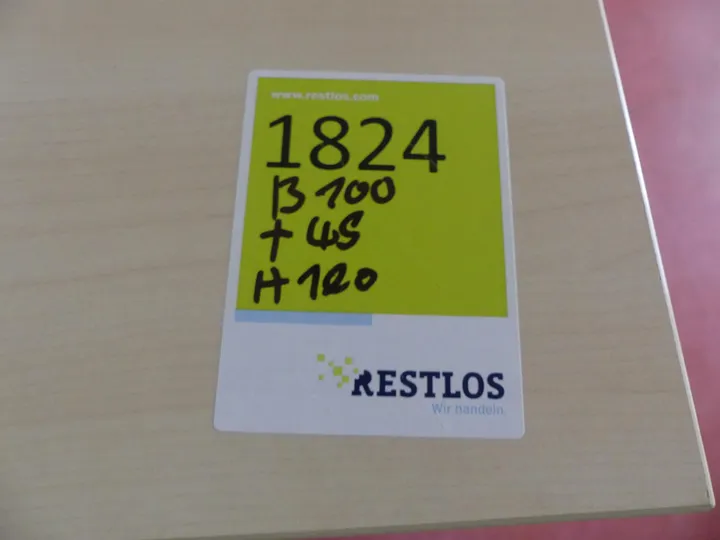 www.restlos.com
1824
B 100
+ 45
H 120
RESTLOS
Wir handeln.